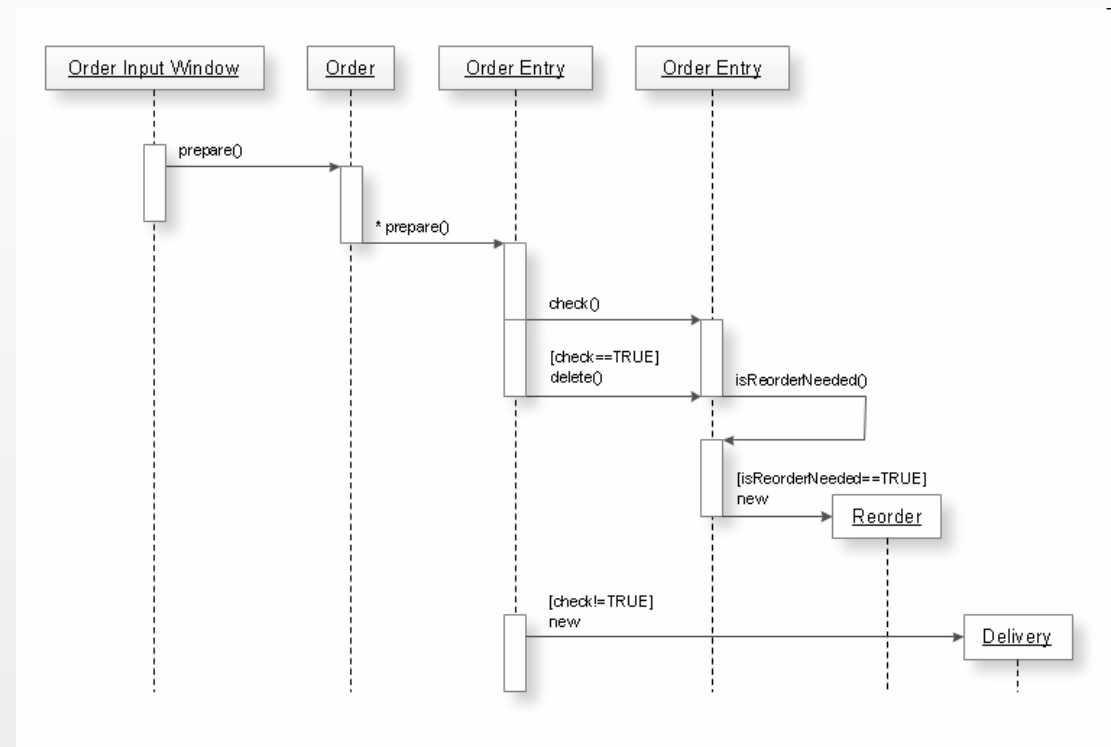 Order Input Window
Order
Order Entry
Order Entry
prepare()
* prepare()
check()
[check==TRUE]
delete()
isReorderNeeded()
[isReorderNeeded==TRUE]
new
Reorder
[check!=TRUE]
new
Delivery